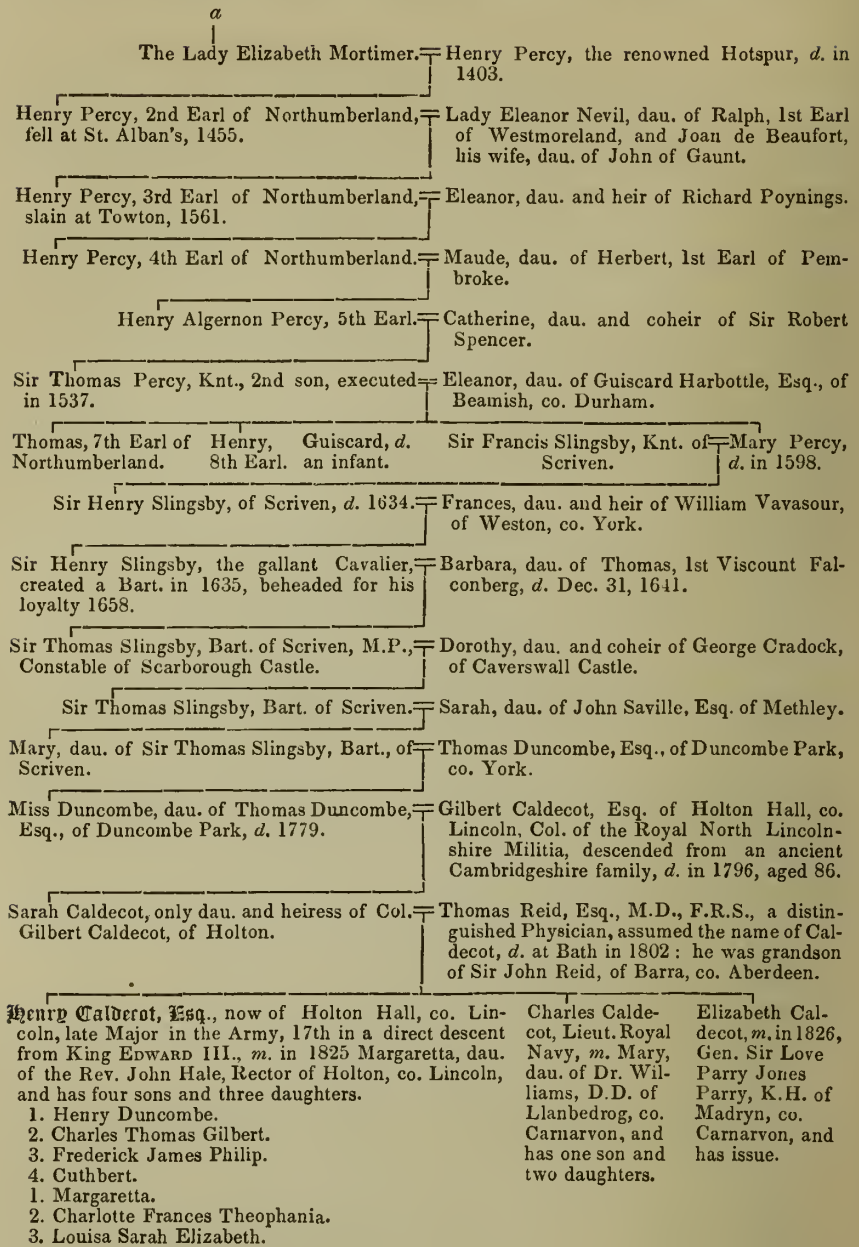 a
The Lady Elizabeth Mortimer. Henry Percy, the renowned Hotspur, d. in
1403.
Henry Percy, 2nd Earl of Northumberland, Lady Eleanor Nevil, dau. of Ralph, 1st Earl
fell at St. Alban's, 1455. of Westmoreland, and Joan de Beaufort,
his wife, dau. of John of Gaunt.
Henry Percy, 3rd Earl of Northumberland, Eleanor, dau. and heir of Richard Poynings.
slain at Towton, 1561.
Henry Percy, 4th Earl of Northumberland. Maude, dau. of Herbert, 1st Earl of Pem-
broke.
Henry Algernon Percy, 5th Earl. Catherine, dau. and coheir of Sir Robert
Spencer.
Sir Thomas Percy, Knt., 2nd son, executed Eleanor, dau. of Guiscard Harbottle, Esq., of
in 1537. Beamish, co. Durham.
Thomas, 7th Earl of Henry, Guiscard, d. Sir Francis Slingsby, Knt. of Mary Percy,
Northumberland. 8th Earl. an infant. Scriven. d. in 1598.
Sir Henry Slingsby, of Scriven, d. 1634. Frances, dau. and heir of William Vavasour,
of Weston, co. York.
Sir Henry Slingsby, the gallant Cavalier, Barbara, dau. of Thomas, 1st Viscount Fal-
created a Bart. in 1635, beheaded for his conberg, d. Dec. 31, 1641.
loyalty 1658.
Sir Thomas Slingsby, Bart. of Scriven, M.P., Dorothy, dau. and coheir of George Cradock,
Constable of Scarborough Castle. of Caverswall Castle.
Sir Thomas Slingsby, Bart. of Scriven. Sarah, dau. of John Saville, Esq. of Methley.
Mary, dau. of Sir Thomas Slingsby, Bart., of Thomas Duncombe, Esq., of Duncombe Park,
Scriven. co. York.
Miss Duncombe, dau. of Thomas Duncombe, Gilbert Caldecot, Esq. of Holton Hall, co.
Esq., of Duncombe Park, d. 1779. Lincoln, Col. of the Royal North Lincoln-
shire Militia, descended from an ancient
Cambridgeshire family, d. in 1796, aged 86.
Sarah Caldecot, only dau. and heiress of Col. Thomas Reid, Esq., M.D., F.R.S., a distin-
Gilbert Caldecot, of Holton. guished Physician, assumed the name of Cal-
decot, d. at Bath in 1802 : he was grandson
of Sir John Reid, of Barra, co. Aberdeen.
Henry Caldecot, Esq., now of Holton Hall, co. Lin-
coln, late Major in the Army, 17th in a direct descent
from King EDWARD III., m. in 1825 Margaretta, dau.
of the Rev. John Hale, Rector of Holton, co. Lincoln,
and has four sons and three daughters.
1. Henry Duncombe.
2. Charles Thomas Gilbert.
3. Frederick James Philip.
4. Cuthbert.
1. Margaretta.
2. Charlotte Frances Theophania.
3. Louisa Sarah Elizabeth.
Charles Calde-
cot, Lieut. Royal
Navy, m. Mary,
dau. of Dr. Wil-
liams, D.D. of
Llanbedrog, co.
Carnarvon, and
has one son and
two daughters.
Elizabeth Cal-
decot, m. in 1826,
Gen. Sir Love
Parry Jones
Parry, K.H. of
Madryn, co.
Carnarvon, and
has issue.